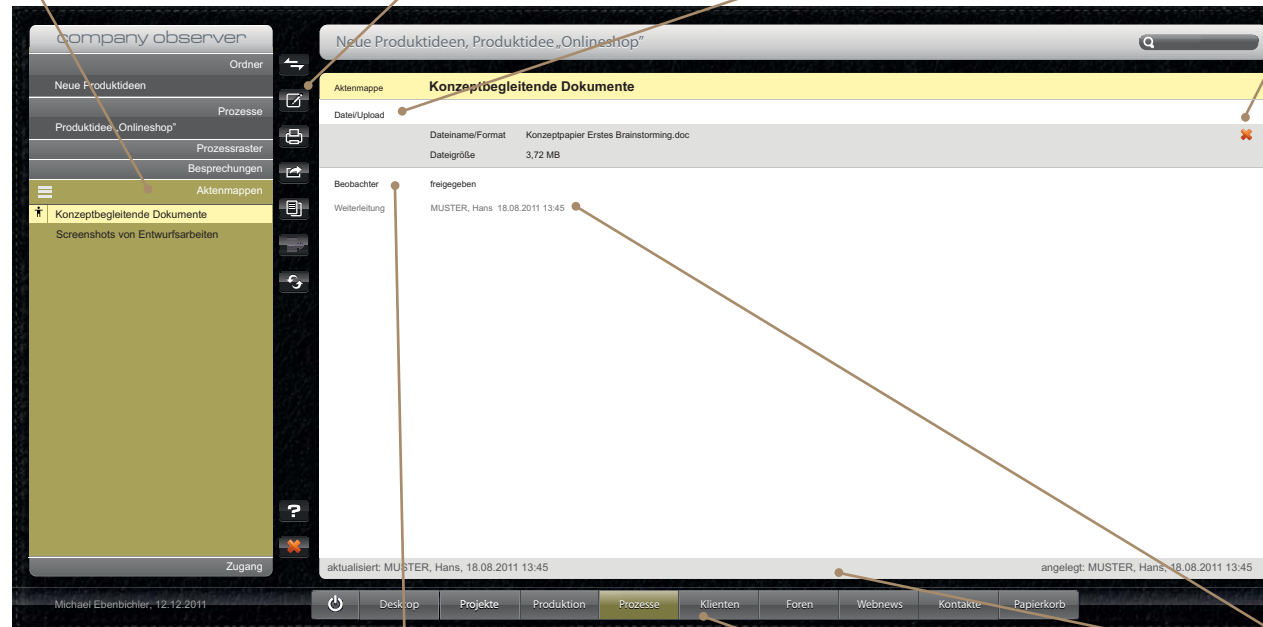 company observer
Ordner
Neue Produktideen
Prozesse
Produktidee „Onlineshop”
Prozessraster
Besprechungen
Aktenmappen
Konzeptbegleitende Dokumente
Screenshots von Entwurfsarbeiten
Zugang
Michael Ebenbichler, 12.12.2011
Neue Produktideen, Produktidee „Onlineshop”
Aktenmappe Konzeptbegleitende Dokumente
Datei/Upload
Dateiname/Format Konzeptpapier Erstes Brainstorming.doc
Dateigröße 3,72 MB
Beobachter freigegeben
Weiterleitung MUSTER, Hans 18.08.2011 13:45
?
aktualisiert: MUSTER, Hans, 18.08.2011 13:45 angelegt: MUSTER, Hans, 18.08.2011 13:45
Desktop Projekte Produktion Prozesse Klienten Foren Webnews Kontakte Papierkorb